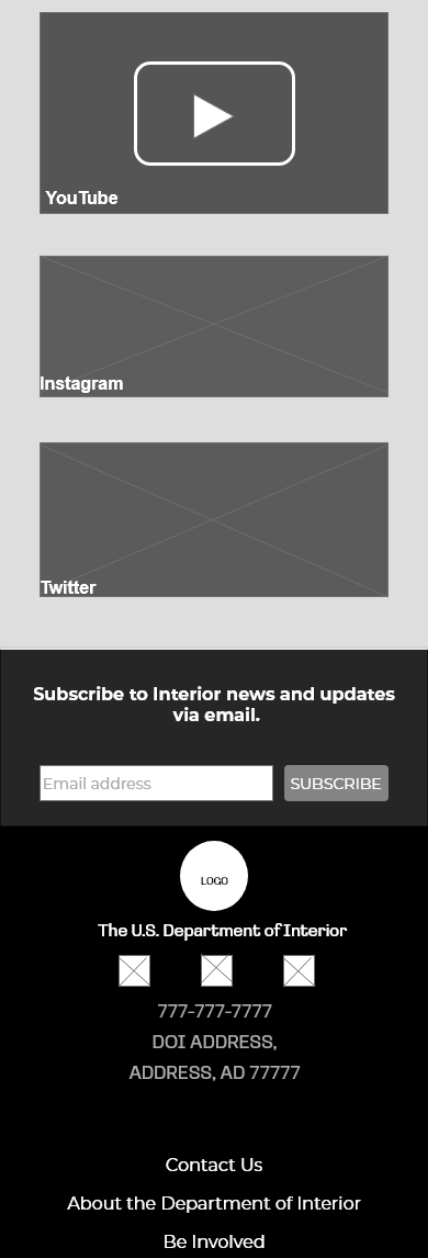 YouTube
Instagram
Twitter
Subscribe to Interior news and updates
via email.
Email address
SUBSCRIBE
LOGO
The U.S. Department of Interior
777-777-7777
DOI ADDRESS,
ADDRESS, AD 77777
Contact Us
About the Department of Interior
Be Involved